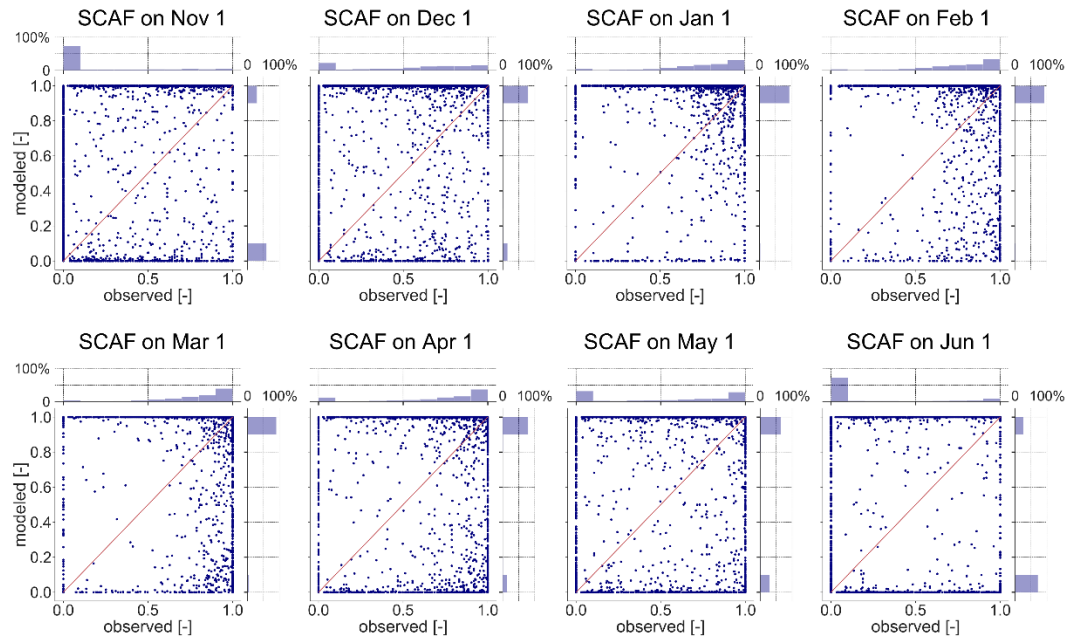 SCAF on Nov 1 SCAF on Dec 1 SCAF on Jan 1 SCAF on Feb 1
100%
0 0 100% 0 100% 0 100% 0 100%
1.0
0.8
0.6
0.4
0.2
0.0
modeled [-]
0.0 0.5 1.0 0.0 0.5 1.0 0.0 0.5 1.0 0.0 0.5 1.0
observed [-] observed [-] observed [-] observed [-]
SCAF on Mar 1 SCAF on Apr 1 SCAF on May 1 SCAF on Jun 1
100%
0 0 100% 0 100% 0 100% 0 100%
1.0
0.8
0.6
0.4
0.2
0.0
modeled [-]
0.0 0.5 1.0 0.0 0.5 1.0 0.0 0.5 1.0 0.0 0.5 1.0
observed [-] observed [-] observed [-] observed [-]